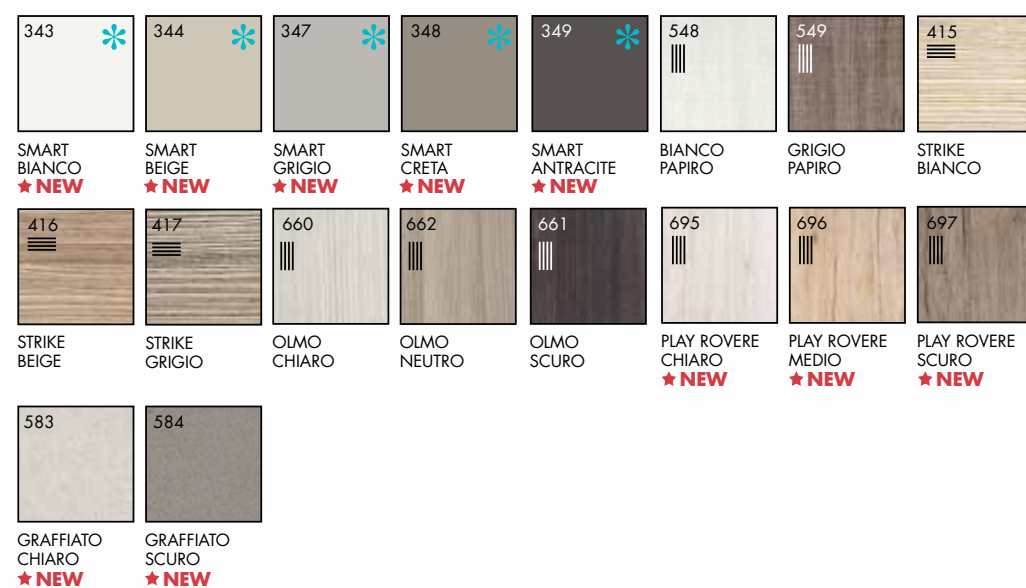 343
344
347
348
349
548
549
415
SMART
BIANCO
★ NEW
SMART
BEIGE
★ NEW
SMART
GRIGIO
★ NEW
SMART
CRETA
★ NEW
SMART
ANTRACITE
★ NEW
BIANCO
PAPIRO
GRIGIO
PAPIRO
STRIKE
BIANCO
416
417
660
662
661
695
696
697
STRIKE
BEIGE
STRIKE
GRIGIO
OLMO
CHIARO
OLMO
NEUTRO
OLMO
SCURO
PLAY ROVERE
CHIARO
★ NEW
PLAY ROVERE
MEDIO
★ NEW
PLAY ROVERE
SCURO
★ NEW
583
584
GRAFFIATO
CHIARO
★ NEW
GRAFFIATO
SCURO
★ NEW